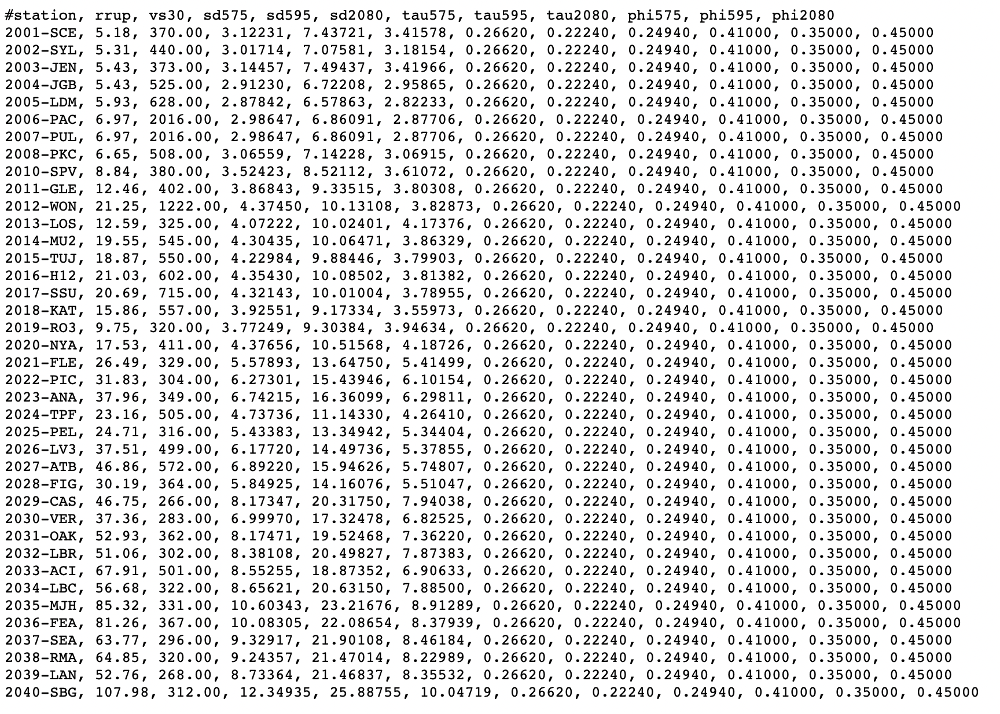 #station, rrup, vs30, sd575, sd595, sd2080, tau575, tau595, tau2080, phi575, phi595, phi2080
2001-SCE, 5.18, 370.00, 3.12231, 7.43721, 3.41578, 0.26620, 0.22240, 0.24940, 0.41000, 0.35000, 0.45000
2002-SYL, 5.31, 440.00, 3.01714, 7.07581, 3.18154, 0.26620, 0.22240, 0.24940, 0.41000, 0.35000, 0.45000
2003-JEN, 5.43, 373.00, 3.14457, 7.49437, 3.41966, 0.26620, 0.22240, 0.24940, 0.41000, 0.35000, 0.45000
2004-JGB, 5.43, 525.00, 2.91230, 6.72208, 2.95865, 0.26620, 0.22240, 0.24940, 0.41000, 0.35000, 0.45000
2005-LDM, 5.93, 628.00, 2.87842, 6.57863, 2.82233, 0.26620, 0.22240, 0.24940, 0.41000, 0.35000, 0.45000
2006-PAC, 6.97, 2016.00, 2.98647, 6.86091, 2.87706, 0.26620, 0.22240, 0.24940, 0.41000, 0.35000, 0.45000
2007-PUL, 6.97, 2016.00, 2.98647, 6.86091, 2.87706, 0.26620, 0.22240, 0.24940, 0.41000, 0.35000, 0.45000
2008-PKC, 6.65, 508.00, 3.06559, 7.14228, 3.06915, 0.26620, 0.22240, 0.24940, 0.41000, 0.35000, 0.45000
2010-SPV, 8.84, 380.00, 3.52423, 8.52112, 3.61072, 0.26620, 0.22240, 0.24940, 0.41000, 0.35000, 0.45000
2011-GLE, 12.46, 402.00, 3.86843, 9.33515, 3.80308, 0.26620, 0.22240, 0.24940, 0.41000, 0.35000, 0.45000
2012-WON, 21.25, 1222.00, 4.37450, 10.13108, 3.82873, 0.26620, 0.22240, 0.24940, 0.41000, 0.35000, 0.45000
2013-LOS, 12.59, 325.00, 4.07222, 10.02401, 4.17376, 0.26620, 0.22240, 0.24940, 0.41000, 0.35000, 0.45000
2014-MU2, 19.55, 545.00, 4.30435, 10.06471, 3.86329, 0.26620, 0.22240, 0.24940, 0.41000, 0.35000, 0.45000
2015-TUJ, 18.87, 550.00, 4.22984, 9.88446, 3.79903, 0.26620, 0.22240, 0.24940, 0.41000, 0.35000, 0.45000
2016-H12, 21.03, 602.00, 4.35430, 10.08502, 3.81382, 0.26620, 0.22240, 0.24940, 0.41000, 0.35000, 0.45000
2017-SSU, 20.69, 715.00, 4.32143, 10.01004, 3.78955, 0.26620, 0.22240, 0.24940, 0.41000, 0.35000, 0.45000
2018-KAT, 15.86, 557.00, 3.92551, 9.17334, 3.55973, 0.26620, 0.22240, 0.24940, 0.41000, 0.35000, 0.45000
2019-RO3, 9.75, 320.00, 3.77249, 9.30384, 3.94634, 0.26620, 0.22240, 0.24940, 0.41000, 0.35000, 0.45000
2020-NYA, 17.53, 411.00, 4.37656, 10.51568, 4.18726, 0.26620, 0.22240, 0.24940, 0.41000, 0.35000, 0.45000
2021-FLE, 26.49, 329.00, 5.57893, 13.64750, 5.41499, 0.26620, 0.22240, 0.24940, 0.41000, 0.35000, 0.45000
2022-PIC, 31.83, 304.00, 6.27301, 15.43946, 6.10154, 0.26620, 0.22240, 0.24940, 0.41000, 0.35000, 0.45000
2023-ANA, 37.96, 349.00, 6.74215, 16.36099, 6.29811, 0.26620, 0.22240, 0.24940, 0.41000, 0.35000, 0.45000
2024-TPF, 23.16, 505.00, 4.73736, 11.14330, 4.26410, 0.26620, 0.22240, 0.24940, 0.41000, 0.35000, 0.45000
2025-PEL, 24.71, 316.00, 5.43383, 13.34942, 5.34404, 0.26620, 0.22240, 0.24940, 0.41000, 0.35000, 0.45000
2026-LV3, 37.51, 499.00, 6.17720, 14.49736, 5.37855, 0.26620, 0.22240, 0.24940, 0.41000, 0.35000, 0.45000
2027-ATB, 46.86, 572.00, 6.89220, 15.94626, 5.74807, 0.26620, 0.22240, 0.24940, 0.41000, 0.35000, 0.45000
2028-FIG, 30.19, 364.00, 5.84925, 14.16076, 5.51047, 0.26620, 0.22240, 0.24940, 0.41000, 0.35000, 0.45000
2029-CAS, 46.75, 266.00, 8.17347, 20.31750, 7.94038, 0.26620, 0.22240, 0.24940, 0.41000, 0.35000, 0.45000
2030-VER, 37.36, 283.00, 6.99970, 17.32478, 6.82525, 0.26620, 0.22240, 0.24940, 0.41000, 0.35000, 0.45000
2031-OAK, 52.93, 362.00, 8.17471, 19.52468, 7.36220, 0.26620, 0.22240, 0.24940, 0.41000, 0.35000, 0.45000
2032-LBR, 51.06, 302.00, 8.38108, 20.49827, 7.87383, 0.26620, 0.22240, 0.24940, 0.41000, 0.35000, 0.45000
2033-ACI, 67.91, 501.00, 8.55255, 18.87352, 6.90633, 0.26620, 0.22240, 0.24940, 0.41000, 0.35000, 0.45000
2034-LBC, 56.68, 322.00, 8.65621, 20.63150, 7.88500, 0.26620, 0.22240, 0.24940, 0.41000, 0.35000, 0.45000
2035-MJH, 85.32, 331.00, 10.60343, 23.21676, 8.91289, 0.26620, 0.22240, 0.24940, 0.41000, 0.35000, 0.45000
2036-FEA, 81.26, 367.00, 10.08305, 22.08654, 8.37939, 0.26620, 0.22240, 0.24940, 0.41000, 0.35000, 0.45000
2037-SEA, 63.77, 296.00, 9.32917, 21.90108, 8.46184, 0.26620, 0.22240, 0.24940, 0.41000, 0.35000, 0.45000
2038-RMA, 64.85, 320.00, 9.24357, 21.47014, 8.22989, 0.26620, 0.22240, 0.24940, 0.41000, 0.35000, 0.45000
2039-LAN, 52.76, 268.00, 8.73364, 21.46837, 8.35532, 0.26620, 0.22240, 0.24940, 0.41000, 0.35000, 0.45000
2040-SBG, 107.98, 312.00, 12.34935, 25.88755, 10.04719, 0.26620, 0.22240, 0.24940, 0.41000, 0.35000, 0.45000